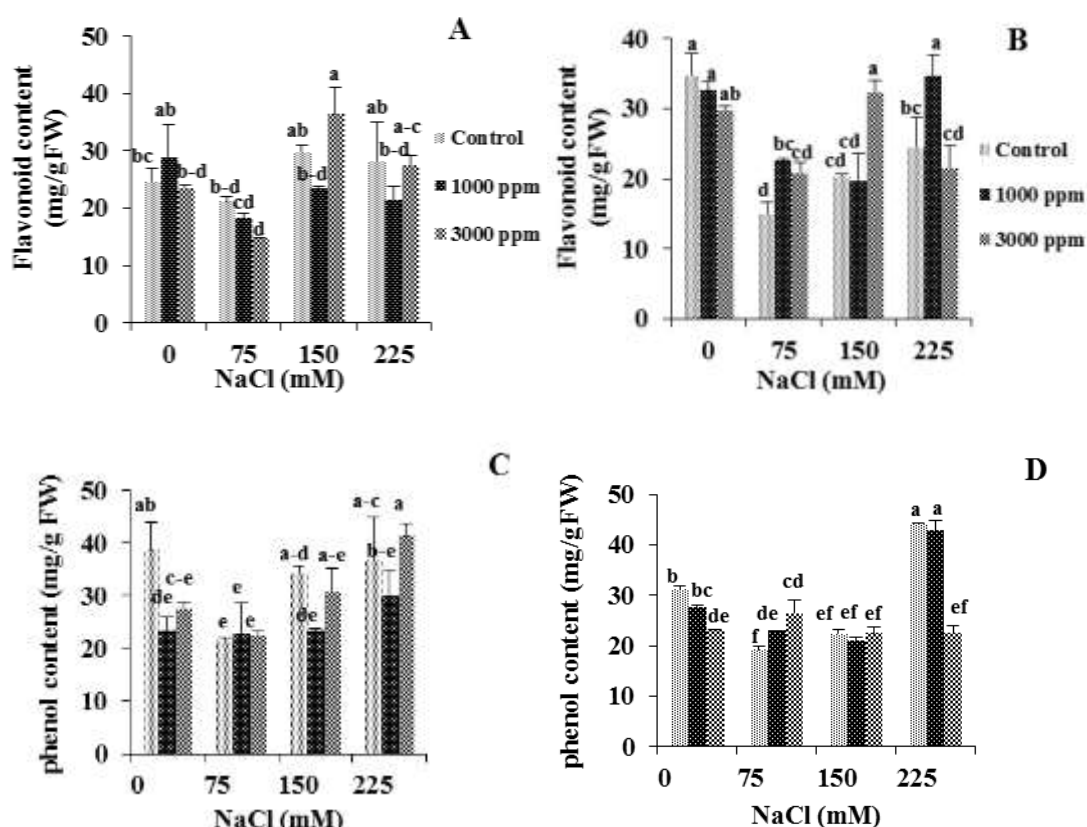 A
Flavonoid content
(mg/gFW)
50
40
30
20
10
0
bc
ab
b-d
b-d
cd
d
ab
b-d
a
ab
b-d
a-c
Control
1000 ppm
3000 ppm
0 75 150 225
NaCl (mM)
B
Flavonoid content
(mg/gFW)
40
30
20
10
0
a
a
ab
d
bc
cd
cd
cd
a
bc
a
cd
Control
1000 ppm
3000 ppm
0 75 150 225
NaCl (mM)
C
phenol content (mg/g FW)
50
40
30
20
10
0
ab
de
c-e
e
e
e
a-d
de
a-e
a-c
b-e
a
0 75 150 225
NaCl (mM)
D
phenol content (mg/gFW)
50
40
30
20
10
0
b
bc
de
f
de
cd
ef
ef
ef
a
a
ef
0 75 150 225
NaCl (mM)